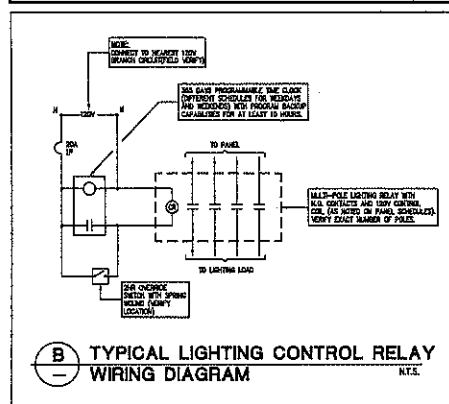 NOTE:
CONNECT TO NEAREST 120V
BRANCH CIRCUIT(FIELD VERIFY)
365 DAYS PROGRAMMABLE TIME CLOCK
(DIFFERENT SCHEDULES FOR WEEKDAYS
AND WEEKENDS) WITH PROGRAM BACKUP
CAPABILITIES FOR AT LEAST 10 HOURS.
120V
N
20A
1P
TO PANEL
CR
MULTI-POLE LIGHTING RELAY WITH
N.O. CONTACTS AND 120V CONTROL
COIL (AS NOTED ON PANEL SCHEDULES).
VERIFY EXACT NUMBER OF POLES.
TO LIGHTING LOAD
2HR OVERRIDE
SWITCH WITH SPRING
WOUND (VERIFY
LOCATION)
B
TYPICAL LIGHTING CONTROL RELAY
WIRING DIAGRAM
N.T.S.